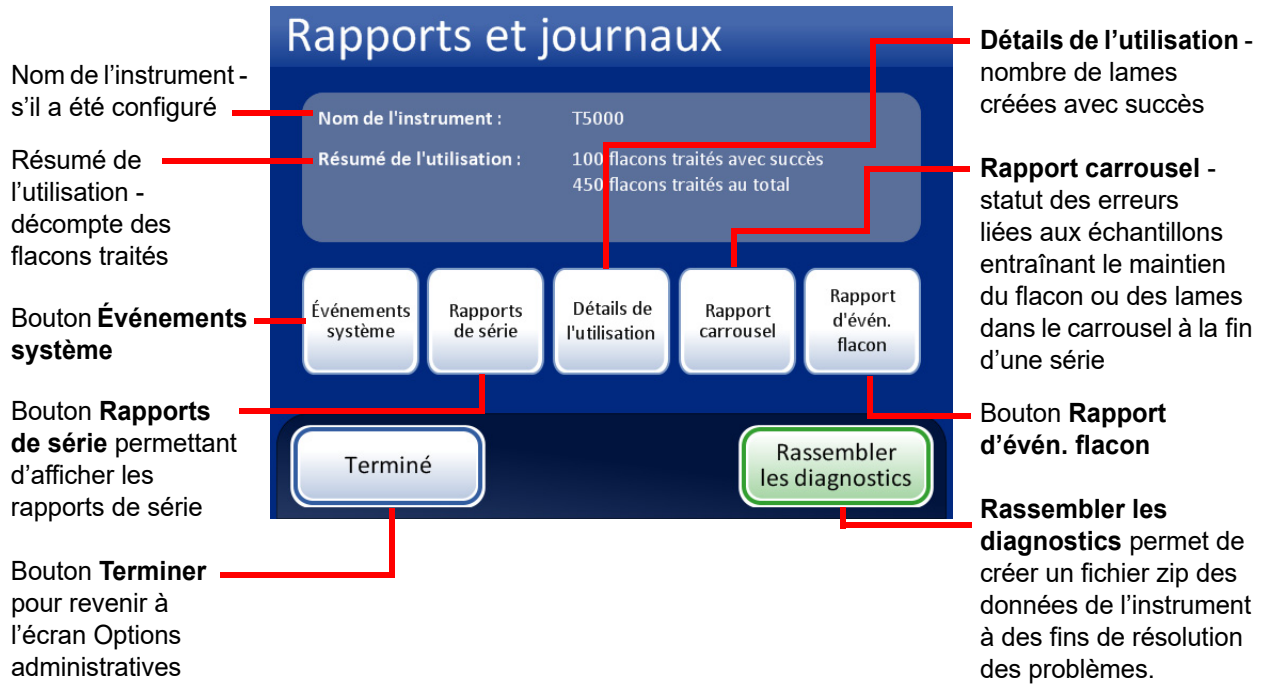 Rapports et journaux
Nom de l'instrument -
s'il a été configuré
Résumé de
l'utilisation -
décompte des
flacons traités
Bouton Événements
système
Bouton Rapports
de série permettant
d'afficher les
rapports de série
Bouton Terminer
pour revenir à
l'écran Options
administratives
Nom de l'instrument :
T5000
Résumé de l'utilisation :
100 flacons traités avec succès
450 flacons traités au total
Événements
système
Rapports
de série
Détails de
l'utilisation
Rapport
carrousel
Rapport
d'évén.
flacon
Terminé
Rassembler
les diagnostics
Détails de l'utilisation -
nombre de lames
créées avec succès
Rapport carrousel -
statut des erreurs
liées aux échantillons
entraînant le maintien
du flacon ou des lames
dans le carrousel à la fin
d'une série
Bouton Rapport
d'évén. flacon
Rassembler les
diagnostics permet de
créer un fichier zip des
données de l'instrument
à des fins de résolution
des problèmes.